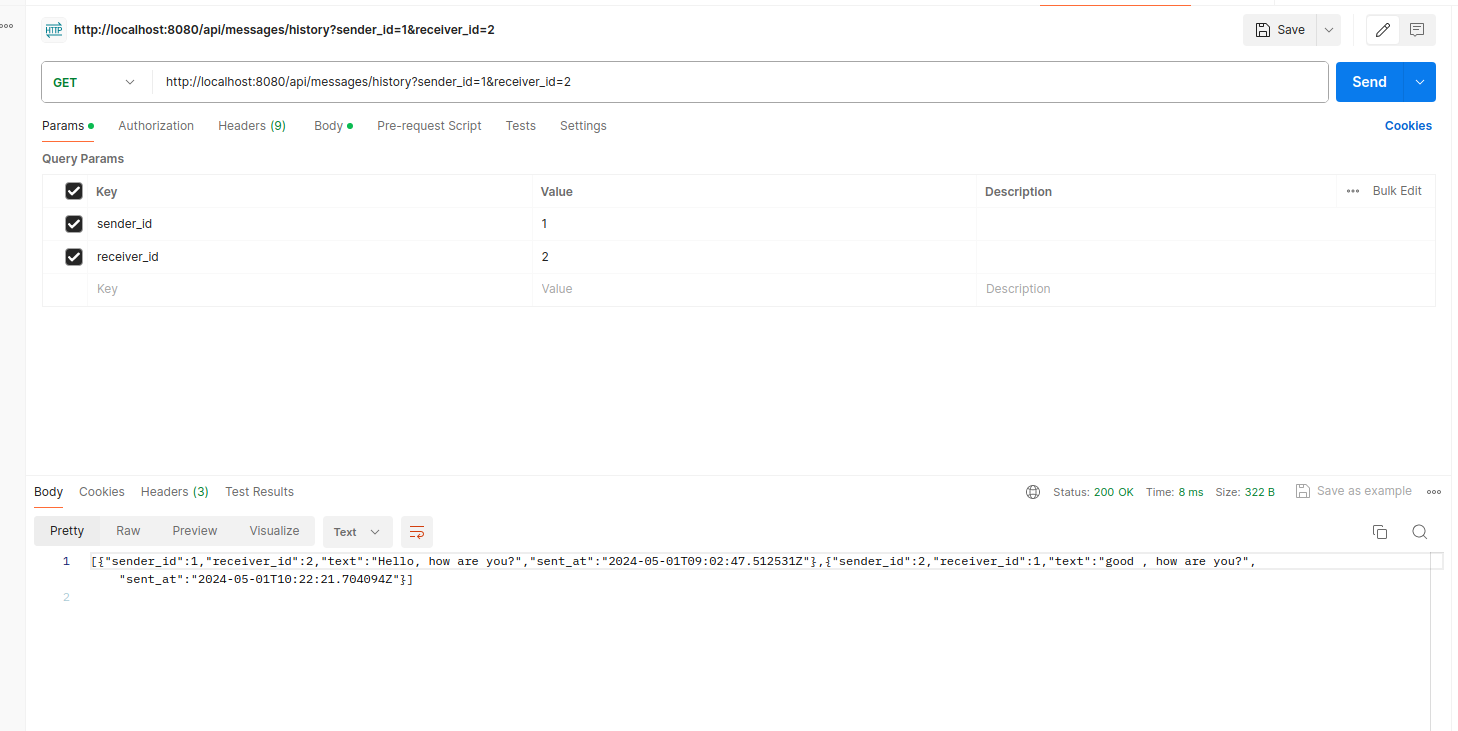 HTTP http://localhost:8080/api/messages/history?sender_id=1&receiver_id=2 Save
GET http://localhost:8080/api/messages/history?sender_id=1&receiver_id=2 Send
Params Authorization Headers (9) Body Pre-request Script Tests Settings Cookies
Query Params
Key Value Description Bulk Edit
sender_id 1
receiver_id 2
Key Value Description
Body Cookies Headers (3) Test Results Status: 200 OK Time: 8 ms Size: 322 B Save as example
Pretty Raw Preview Visualize Text
1 [{"sender_id":1,"receiver_id":2,"text":"Hello, how are you?","sent_at":"2024-05-01T09:02:47.512531Z"},{"sender_id":2,"receiver_id":1,"text":"good , how are you?",
"sent_at":"2024-05-01T10:22:21.704094Z"}]
2